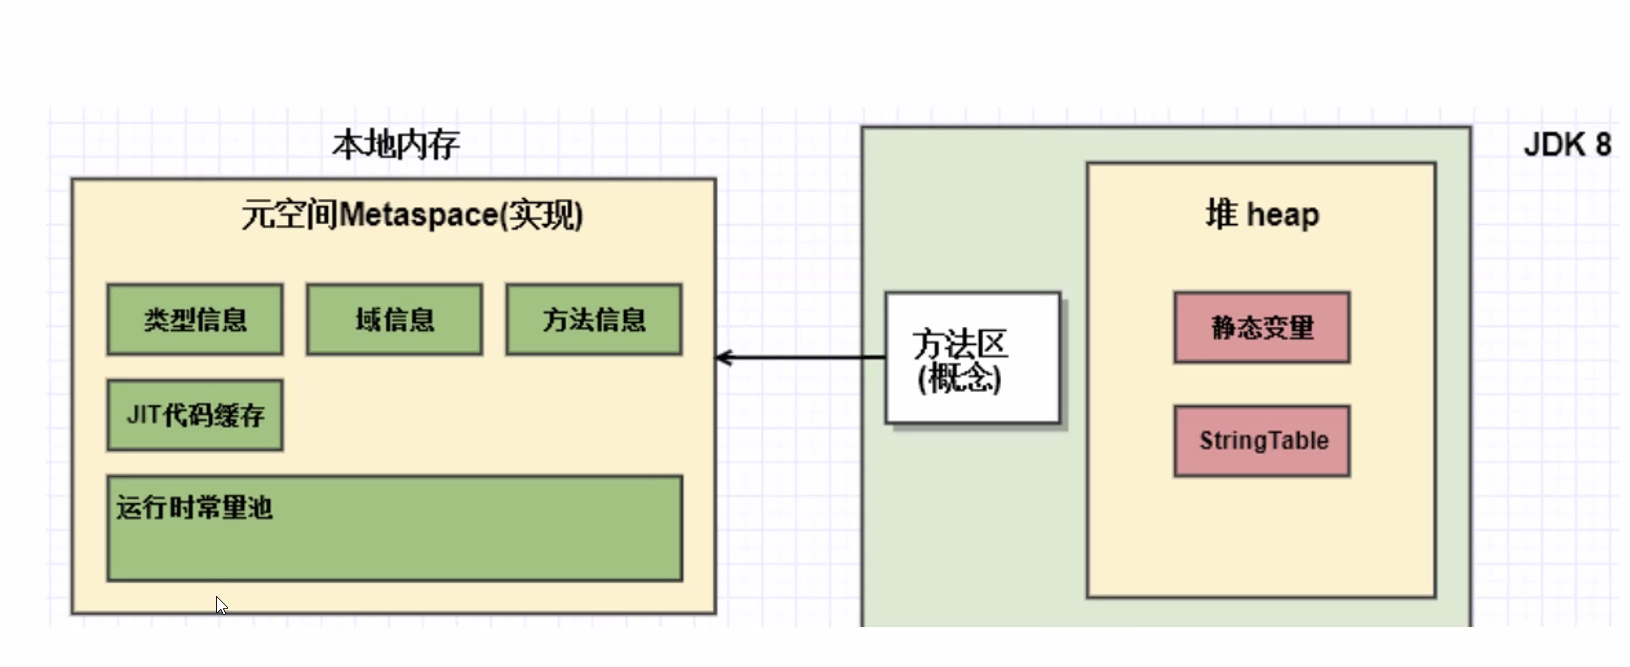 本地内存
JDK 8
元空间Metaspace(实现)
堆 heap
类型信息
域信息
方法信息
静态变量
方法区
(概念)
JIT代码缓存
StringTable
运行时常量池